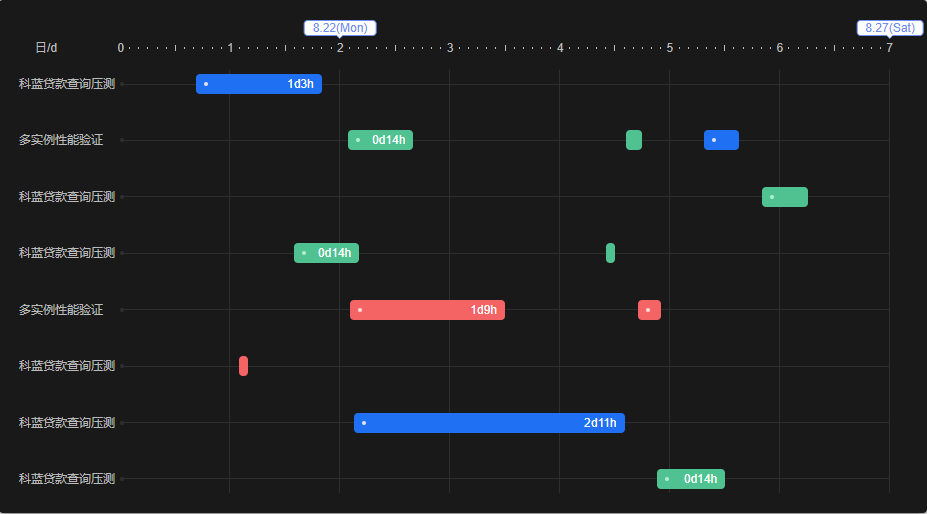 8.22(Mon) 8.27(Sat)
日/d 0 1 2 3 4 5 6 7
科蓝贷款查询压测 1d3h
多实例性能验证 0d14h
科蓝贷款查询压测
科蓝贷款查询压测 0d14h
多实例性能验证 1d9h
科蓝贷款查询压测
科蓝贷款查询压测 2d11h
科蓝贷款查询压测 0d14h